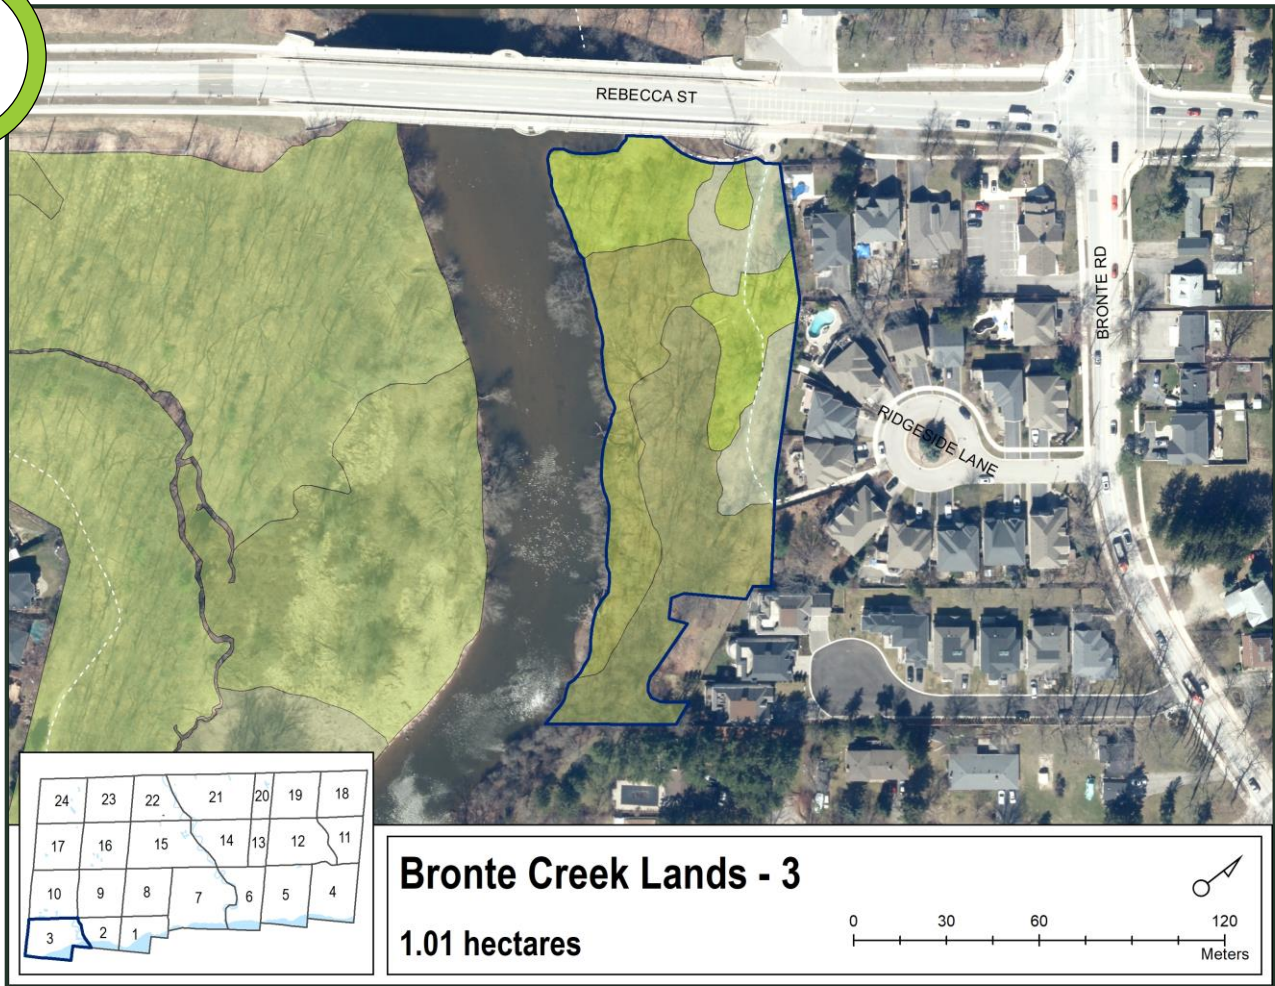 REBECCA ST
BRONTE RD
RIDGESIDE LANE
24 23 22 21 20 19 18
17 16 15 14 13 12 11
10 9 8 7 6 5 4
3 2 1
Bronte Creek Lands - 3
1.01 hectares
0 30 60 120
Meters